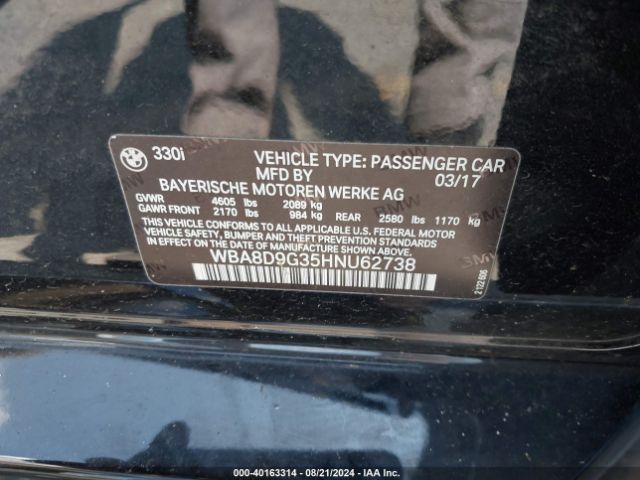 330i VEHICLE TYPE: PASSENGER CAR
MFD BY 03/17
BAYERISCHE MOTOREN WERKE AG
GVWR 4605 lbs 2089 kg
GAWR FRONT 2170 lbs 984 kg REAR 2580 lbs 1170 kg
THIS VEHICLE CONFORMS TO ALL APPLICABLE U.S. FEDERAL MOTOR
VEHICLE SAFETY, BUMPER AND THEFT PREVENTION STANDARDS
IN EFFECT ON THE DATE OF MANUFACTURE SHOWN ABOVE.
WBA8D9G35HNU62738
000-40163314 - 08/21/2024 - IAA Inc.